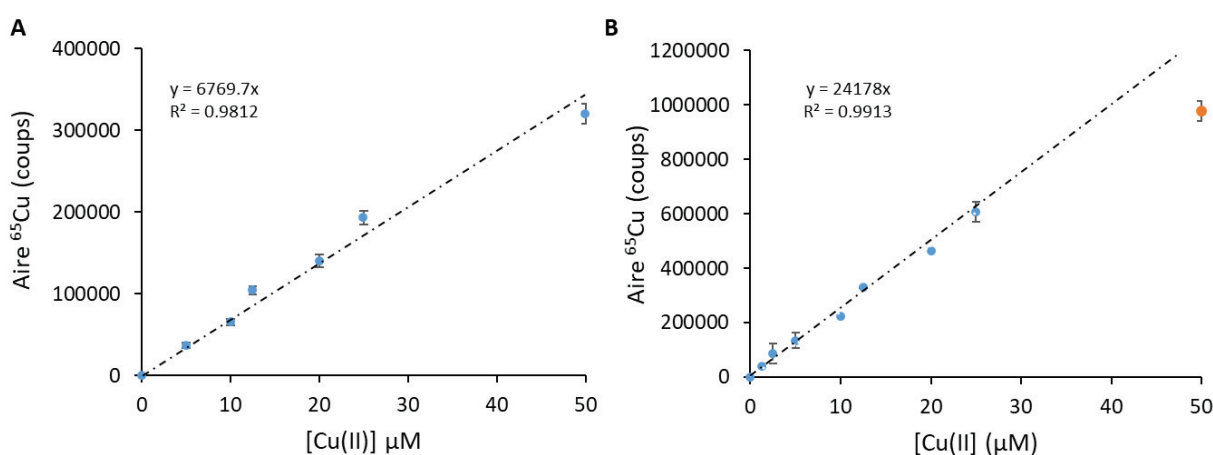 A
Aire ⁶⁵Cu (coups)
400000
300000
200000
100000
0
y = 6769.7x
R² = 0.9812
0 10 20 30 40 50
[Cu(II)] µM
B
Aire ⁶⁵Cu (coups)
1200000
1000000
800000
600000
400000
200000
0
y = 24178x
R² = 0.9913
0 10 20 30 40 50
[Cu(II] (µM)